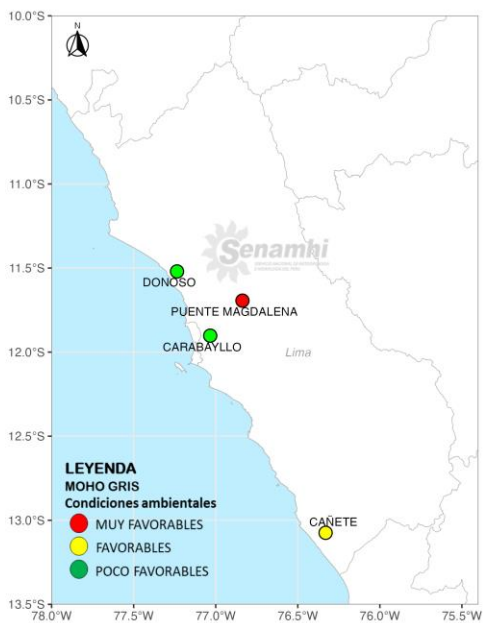 10.0°S
N
10.5°S
11.0°S
Senamhi
11.5°S
DONOSO
PUENTE MAGDALENA
12.0°S
CARABAYLLO
Lima
12.5°S
LEYENDA
MOHO GRIS
Condiciones ambientales
MUY FAVORABLES
FAVORABLES
POCO FAVORABLES
CAÑETE
13.0°S
13.5°S
78.0°W 77.5°W 77.0°W 76.5°W 76.0°W 75.5°W